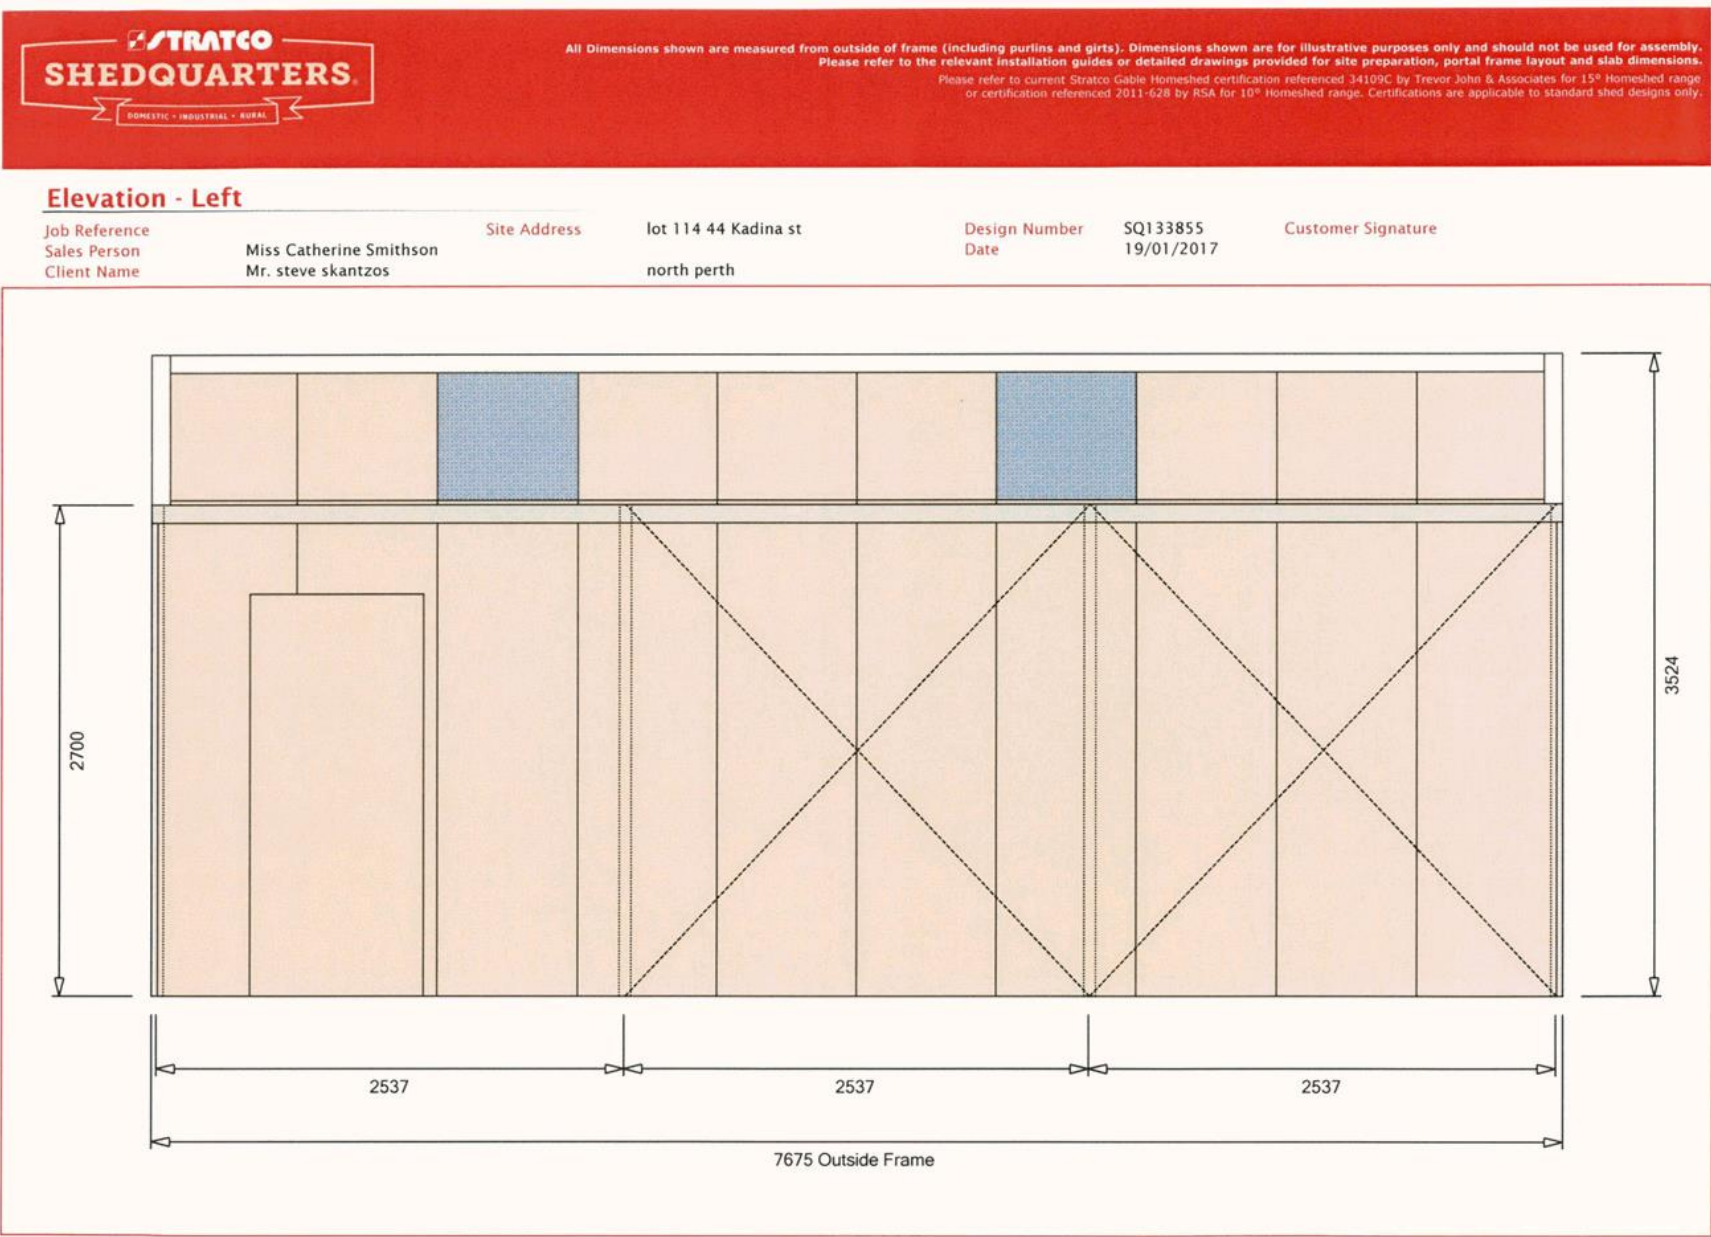 STRATCO
SHEDQUARTERS®
DOMESTIC • INDUSTRIAL • RURAL
All Dimensions shown are measured from outside of frame (including purlins and girts). Dimensions shown are for illustrative purposes only and should not be used for assembly.
Please refer to the relevant installation guides or detailed drawings provided for site preparation, portal frame layout and slab dimensions.
Please refer to current Stratco Gable Homeshed certification referenced 34109C by Trevor John & Associates for 15° Homeshed range
or certification referenced 2011-628 by RSA for 10° Homeshed range. Certifications are applicable to standard shed designs only.
Elevation - Left
Job Reference
Site Address lot 114 44 Kadina st
Design Number SQ133855
Customer Signature
Sales Person Miss Catherine Smithson
Date 19/01/2017
Client Name Mr. steve skantzos
north perth
2700
3524
2537
2537
2537
7675 Outside Frame